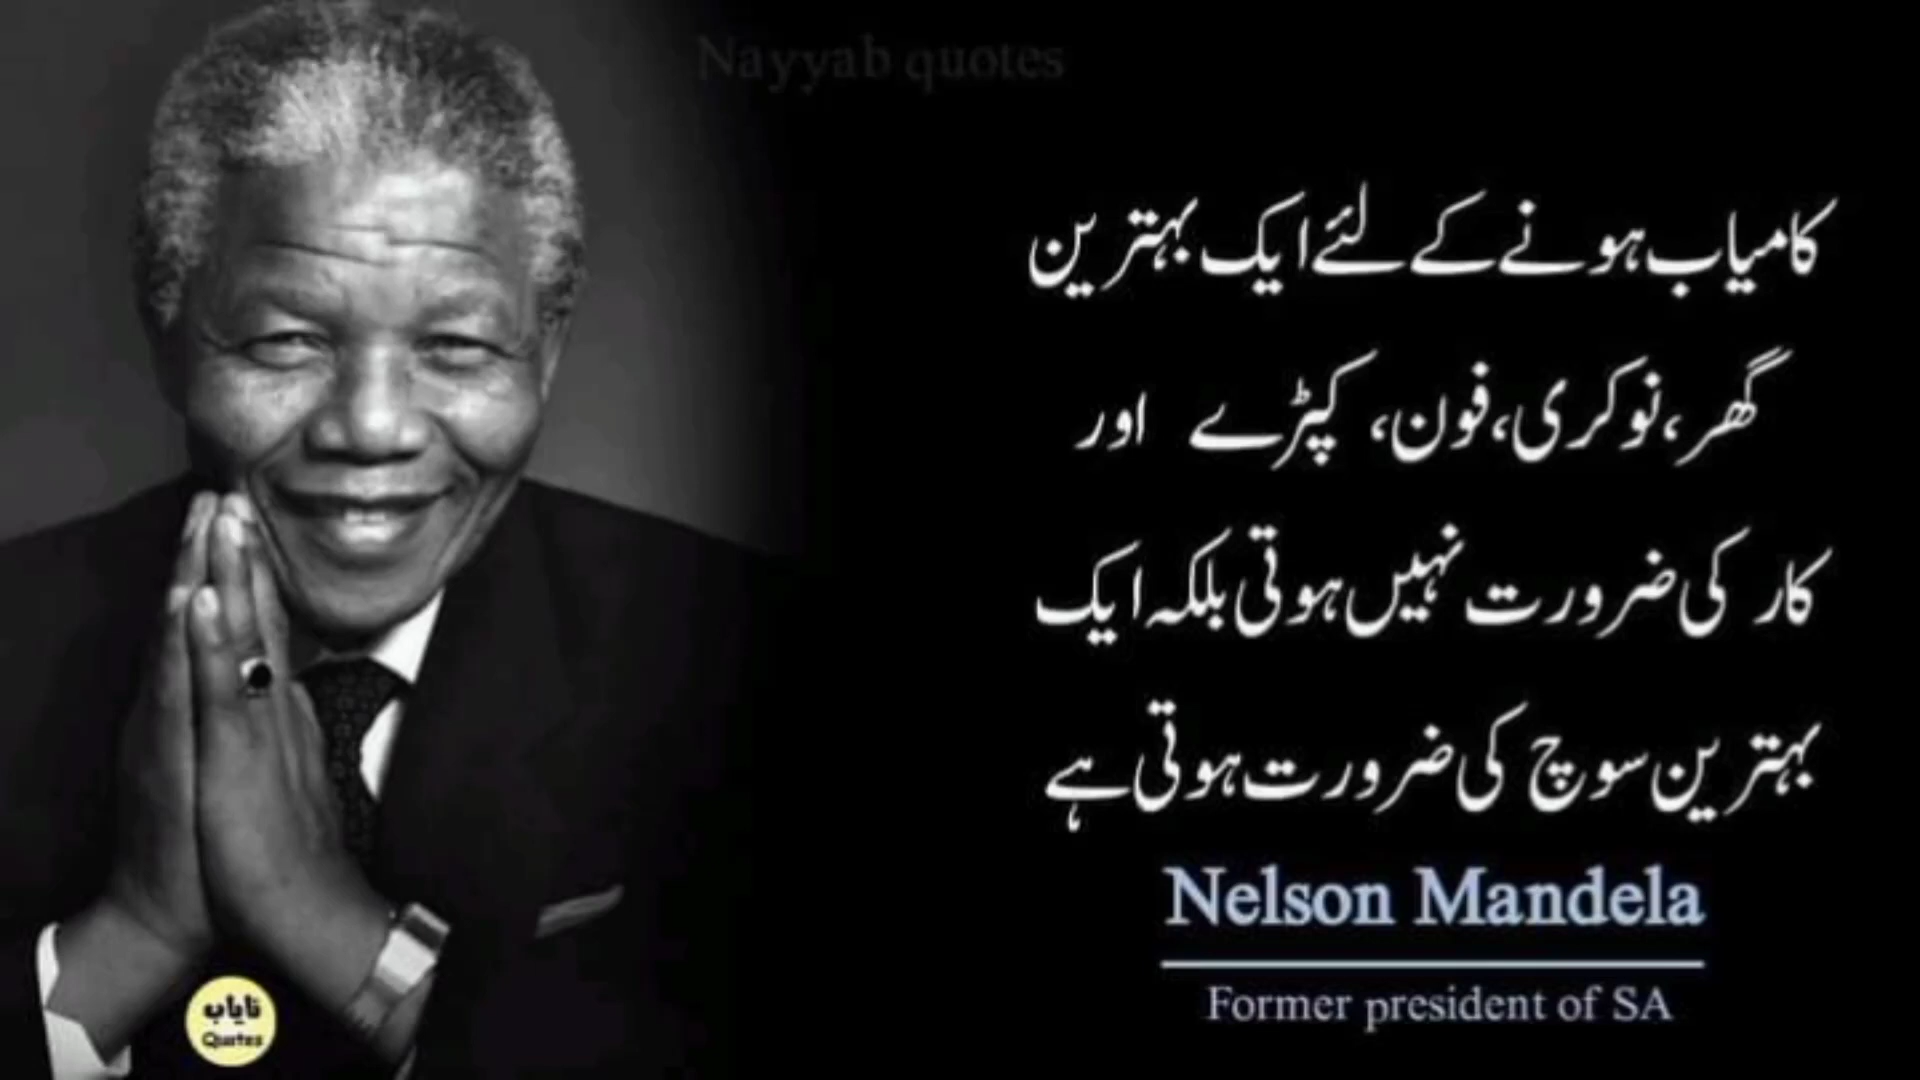 Nayyab quotes
کامیاب ہونے کے لئے ایک بہترین
گھر، نوکری، فون، کپڑے اور
کار کی ضرورت نہیں ہوتی بلکہ ایک
بہترین سوچ کی ضرورت ہوتی ہے
Nelson Mandela
Former president of SA
نایاب
Quotes